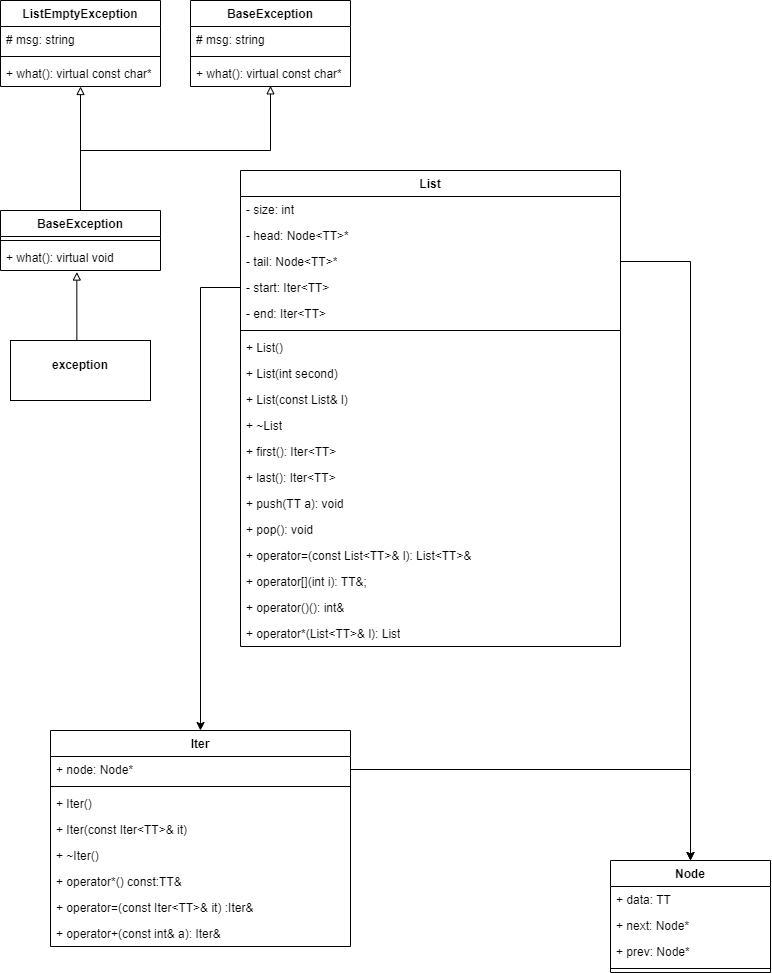 ListEmptyException
# msg: string
+ what(): virtual const char*
BaseException
# msg: string
+ what(): virtual const char*
BaseException
+ what(): virtual void
exception
List
- size: int
- head: Node<TT>*
- tail: Node<TT>*
- start: Iter<TT>
- end: Iter<TT>
+ List()
+ List(int second)
+ List(const List& l)
+ ~List
+ first(): Iter<TT>
+ last(): Iter<TT>
+ push(TT a): void
+ pop(): void
+ operator=(const List<TT>& l): List<TT>&
+ operator[](int i): TT&;
+ operator()(): int&
+ operator*(List<TT>& l): List
Iter
+ node: Node*
+ Iter()
+ Iter(const Iter<TT>& it)
+ ~Iter()
+ operator*() const:TT&
+ operator=(const Iter<TT>& it) :Iter&
+ operator+(const int& a): Iter&
Node
+ data: TT
+ next: Node*
+ prev: Node*